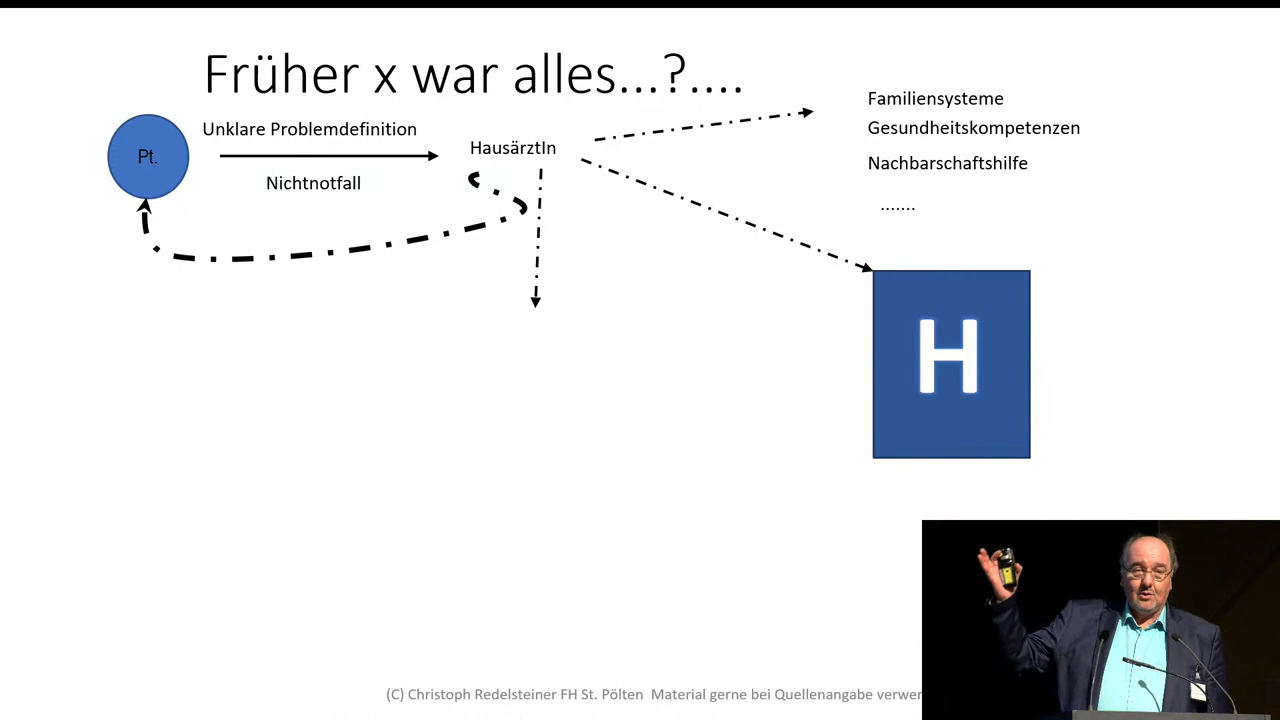 Früher x war alles...?....
Pt.
Unklare Problemdefinition
Nichtnotfall
HausärztIn
Familiensysteme
Gesundheitskompetenzen
Nachbarschaftshilfe
.......
H
(C) Christoph Redelsteiner FH St. Pölten Material gerne bei Quellenangabe